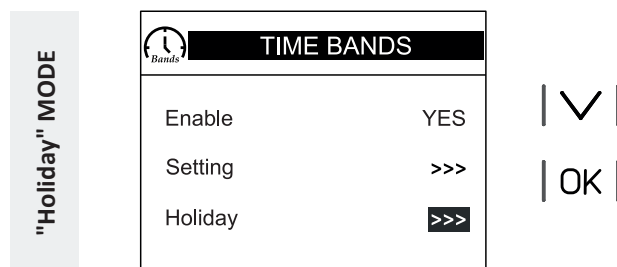 "Holiday" MODE
Bands
TIME BANDS
Enable YES
Setting >>>
Holiday >>>
OK